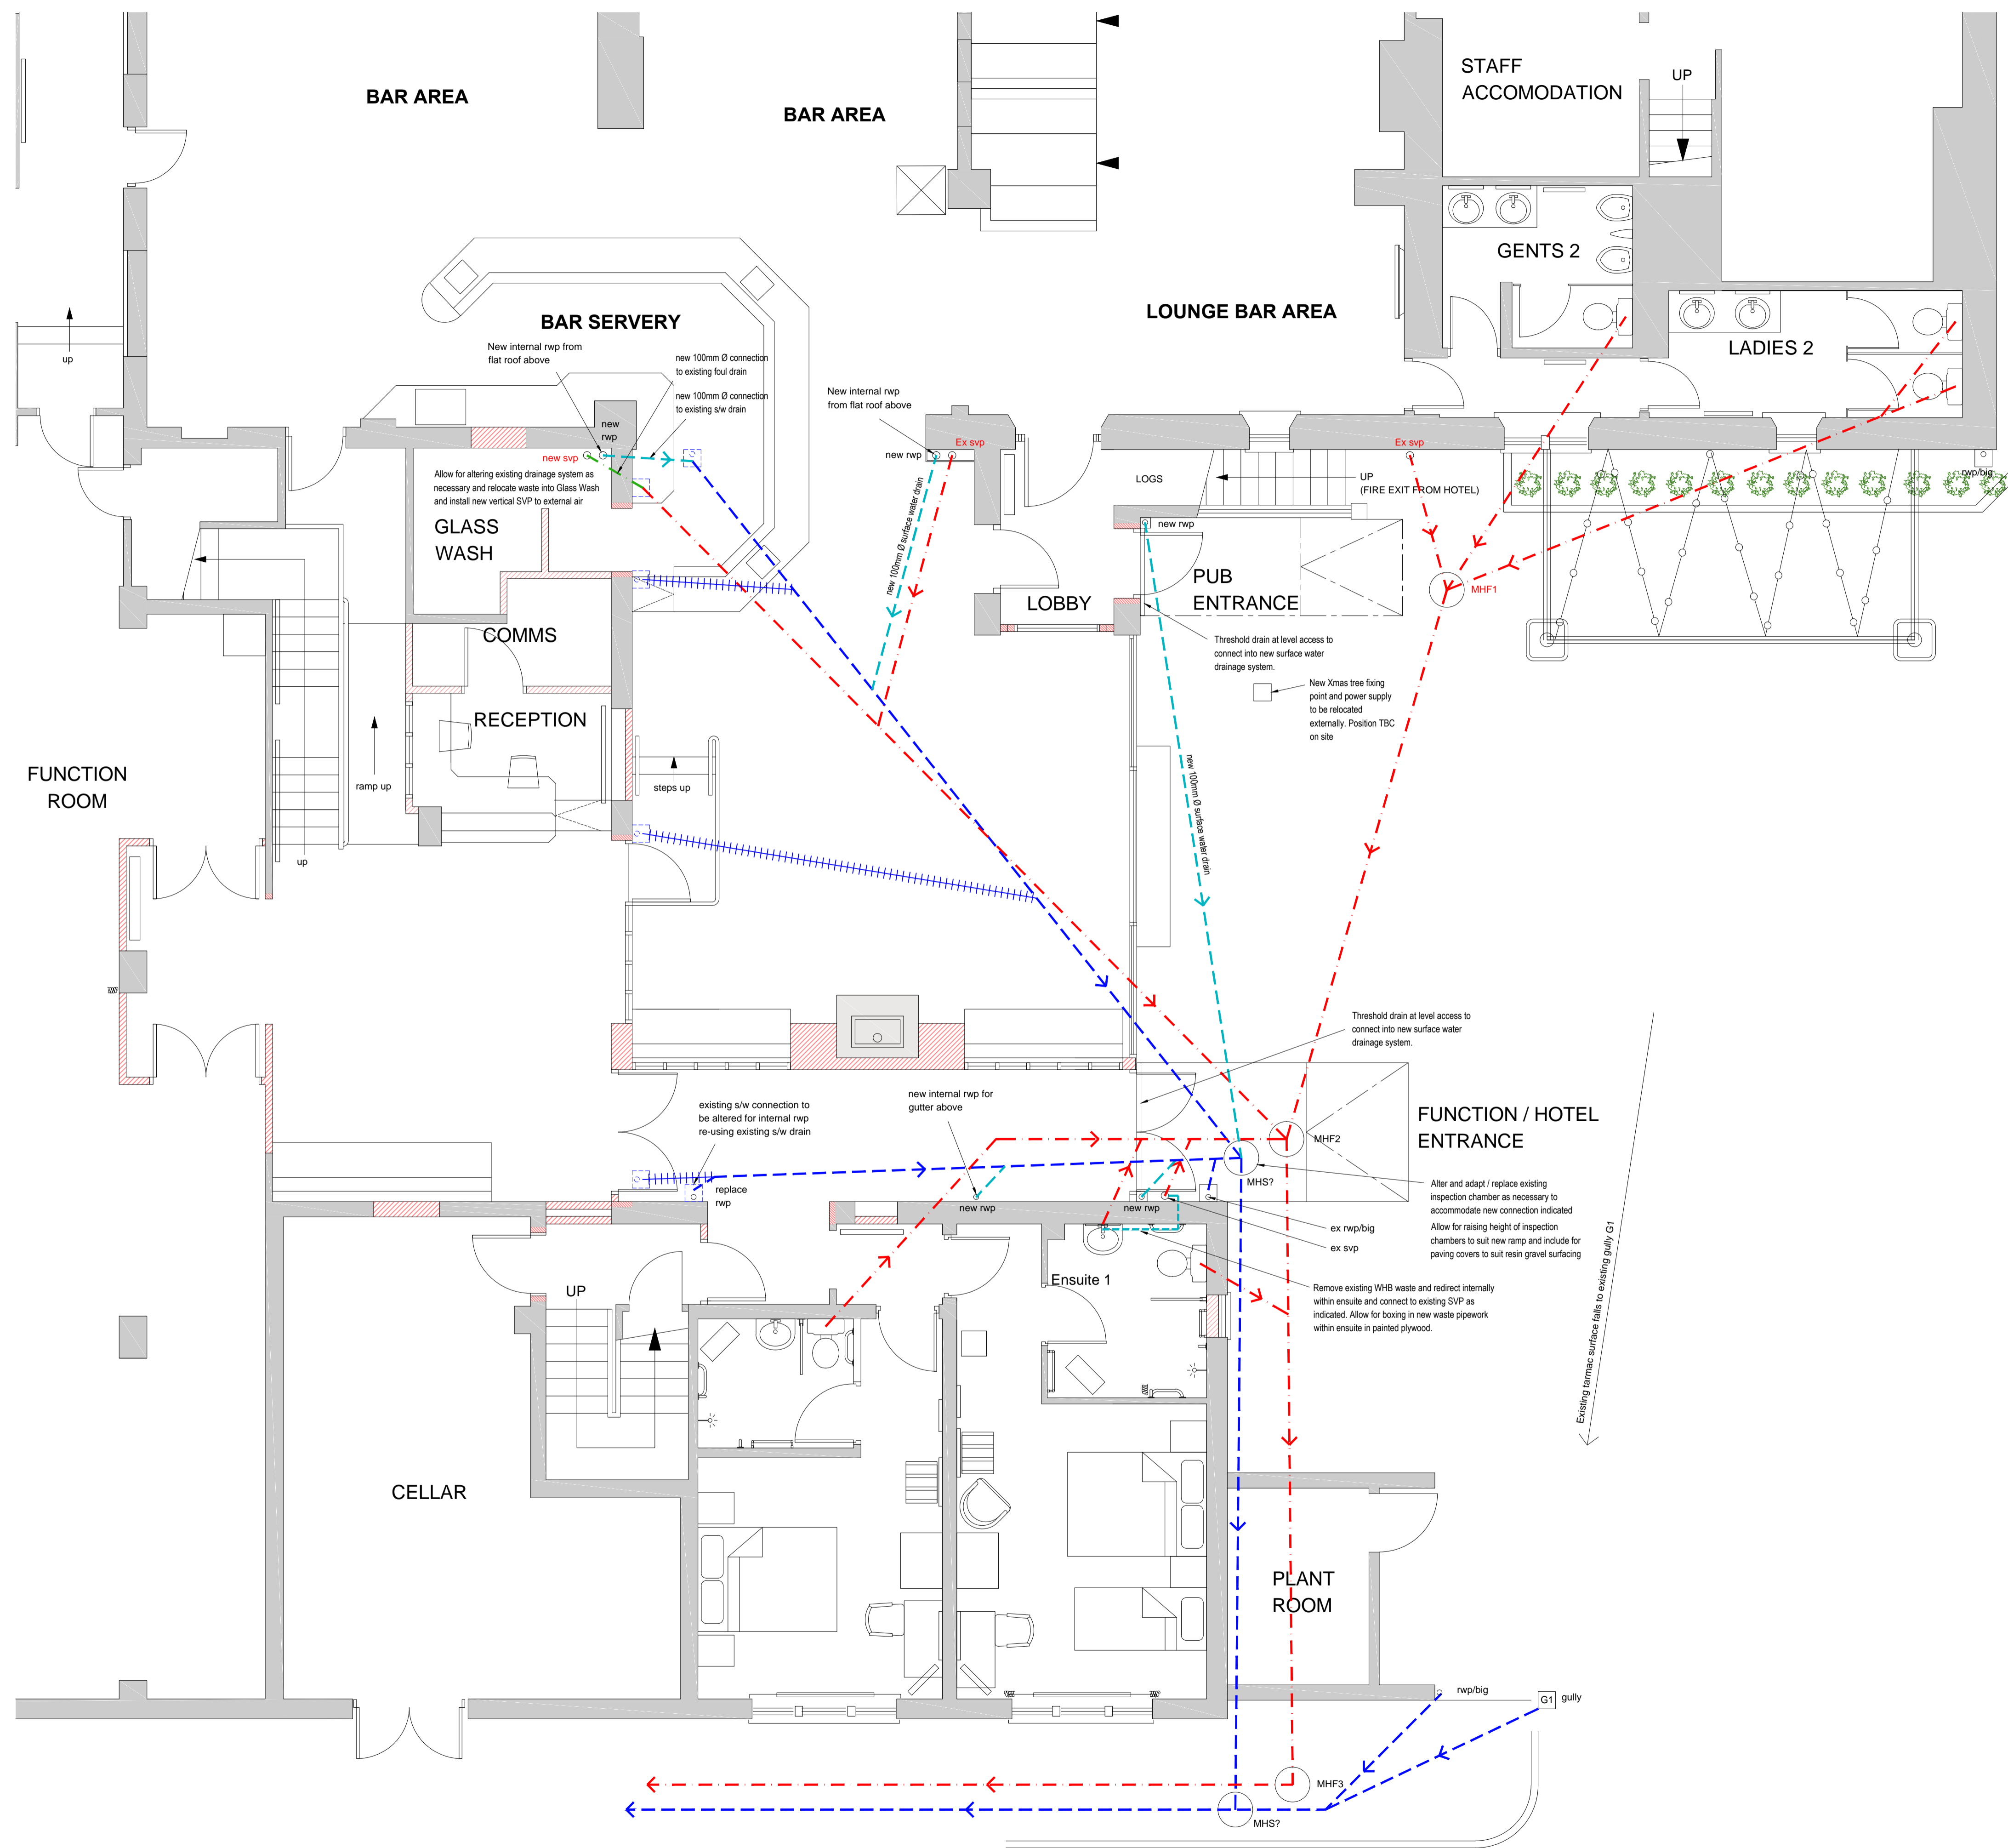 BAR AREA
BAR AREA
STAFF
ACCOMODATION
UP
GENTS 2
LADIES 2
LOUNGE BAR AREA
BAR SERVERY
up
New internal rwp from
flat roof above
new 100mm Ø connection
to existing foul drain
new 100mm Ø connection
to existing s/w drain
new
rwp
new svp
Allow for altering existing drainage system as
necessary and relocate waste into Glass Wash
and install new vertical SVP to external air
GLASS
WASH
New internal rwp
from flat roof above
new rwp
Ex svp
new 100mm Ø surface water drain
Ex svp
LOGS
UP
(FIRE EXIT FROM HOTEL)
rwp/big
new rwp
PUB
ENTRANCE
LOBBY
MHF1
COMMS
Threshold drain at level access to
connect into new surface water
drainage system.
New Xmas tree fixing
point and power supply
to be relocated
externally. Position TBC
on site
RECEPTION
FUNCTION
ROOM
ramp up
steps up
up
new 100mm Ø surface water drain
Threshold drain at level access to
connect into new surface water
drainage system.
existing s/w connection to
be altered for internal rwp
re-using existing s/w drain
new internal rwp for
gutter above
FUNCTION / HOTEL
ENTRANCE
MHF2
MHS?
replace
rwp
new rwp
new rwp
Alter and adapt / replace existing
inspection chamber as necessary to
accommodate new connection indicated
Allow for raising height of inspection
chambers to suit new ramp and include for
paving covers to suit resin gravel surfacing
ex rwp/big
ex svp
Existing tarmac surface falls to existing gully G1
Ensuite 1
UP
Remove existing WHB waste and redirect internally
within ensuite and connect to existing SVP as
indicated. Allow for boxing in new waste pipework
within ensuite in painted plywood.
CELLAR
PLANT
ROOM
rwp/big
G1
gully
MHF3
MHS?